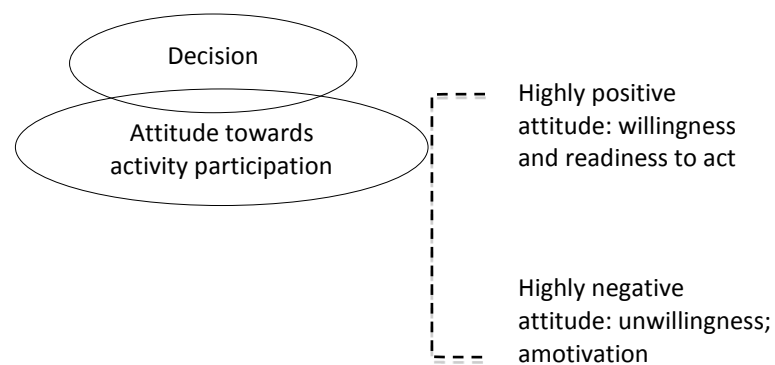 Decision
Attitude towards
activity participation
Highly positive
attitude: willingness
and readiness to act
Highly negative
attitude: unwillingness;
amotivation